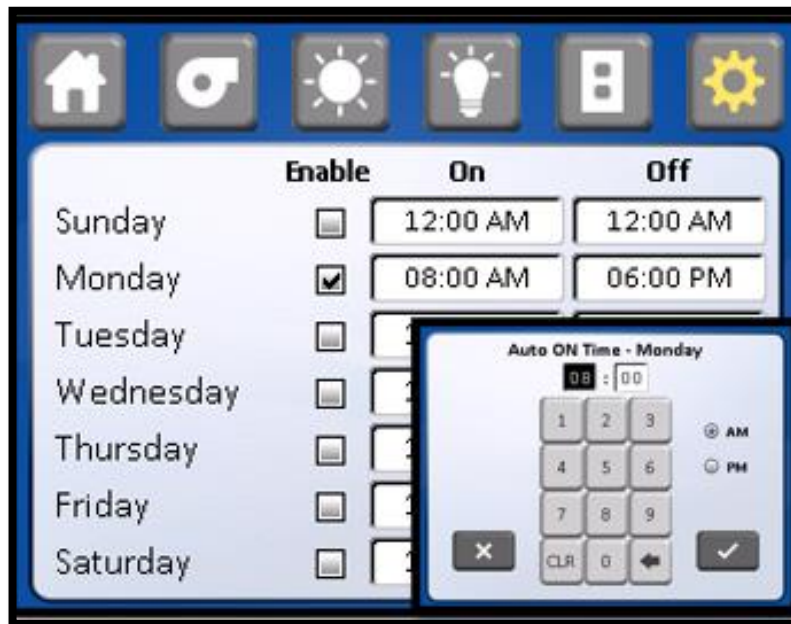 Enable On Off
Sunday 12:00 AM 12:00 AM
Monday 08:00 AM 06:00 PM
Tuesday
Wednesday
Thursday
Friday
Saturday
Auto ON Time - Monday
08 : 00
1 2 3
AM
4 5 6
PM
7 8 9
CLR 0